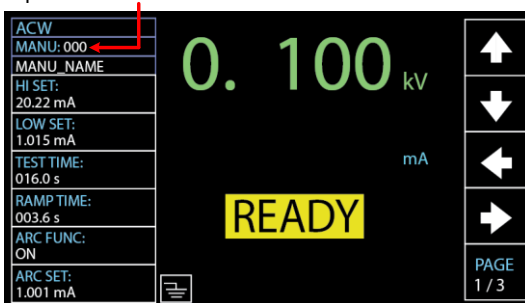 ACW
MANU: 000
MANU_NAME
HI SET:
20.22 mA
LOW SET:
1.015 mA
TEST TIME:
016.0 s
RAMP TIME:
003.6 s
ARC FUNC:
ON
ARC SET:
1.001 mA
0. 100 kV
mA
READY
PAGE
1 / 3